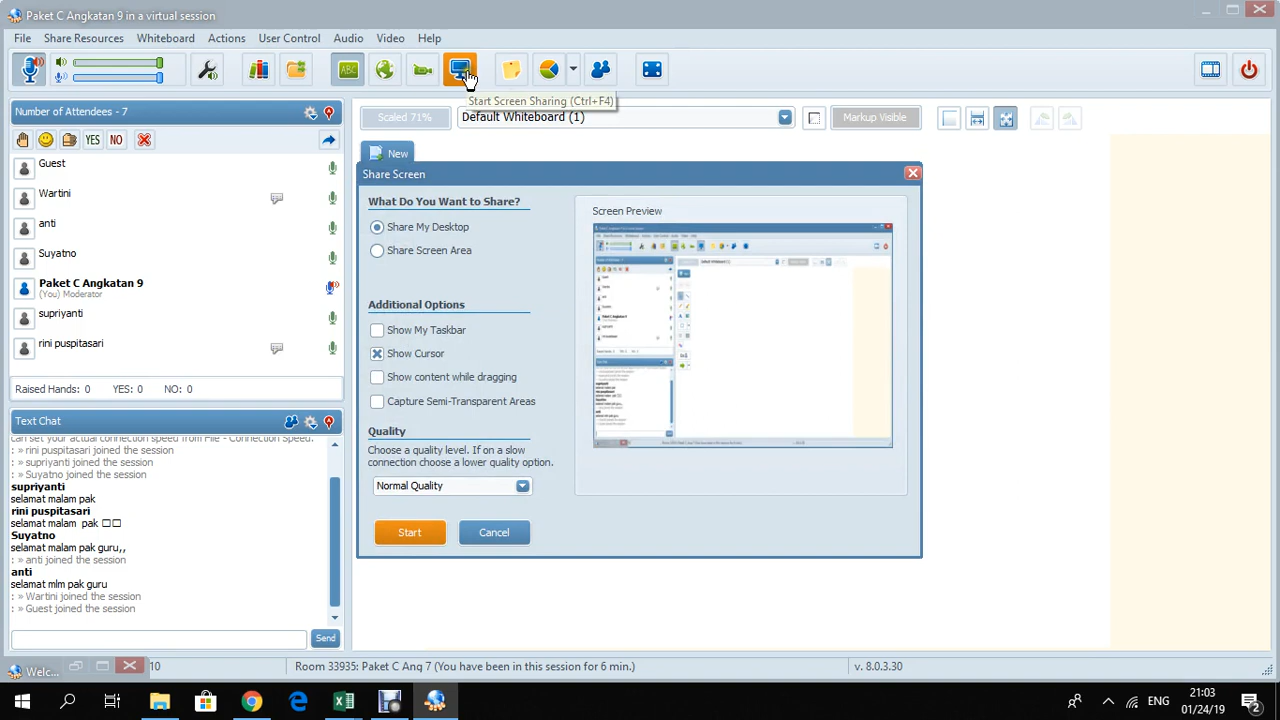 Paket C Angkatan 9 in a virtual session
File Share Resources Whiteboard Actions User Control Audio Video Help
ABC
Start Screen Sharing (Ctrl+F4)
Number of Attendees - 7
YES NO
Guest
Wartini
anti
Suyatno
Paket C Angkatan 9
(You) Moderator
supriyanti
rini puspitasari
Raised Hands: 0 YES: 0 NO: 0
Text Chat
can set your actual connection speed from File - Connection Speed.
: » rini puspitasari joined the session
: » supriyanti joined the session
: » Suyatno joined the session
supriyanti
selamat malam pak
rini puspitasari
selamat malam pak □□
Suyatno
selamat malam pak guru,,
: » anti joined the session
anti
selamat mlm pak guru
: » Wartini joined the session
: » Guest joined the session
Send
Scaled 71% Default Whiteboard (1) Markup Visible
New
Share Screen
What Do You Want to Share?
Share My Desktop
Share Screen Area
Additional Options
Show My Taskbar
Show Cursor
Show content while dragging
Capture Semi-Transparent Areas
Quality
Choose a quality level. If on a slow
connection choose a lower quality option.
Normal Quality
Start Cancel
Screen Preview
Welc... 10 Room 33935: Paket C Ang 7 (You have been in this session for 6 min.) v. 8.0.3.30
ENG
21:03
01/24/19
2